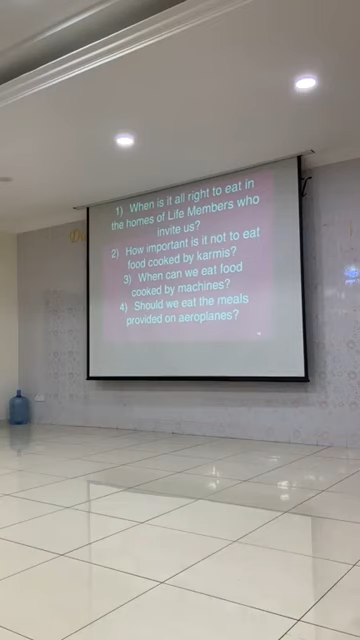 1) When is it all right to eat in
the homes of Life Members who
invite us?
2) How important is it not to eat
food cooked by karmis?
3) When can we eat food
cooked by machines?
4) Should we eat the meals
provided on aeroplanes?